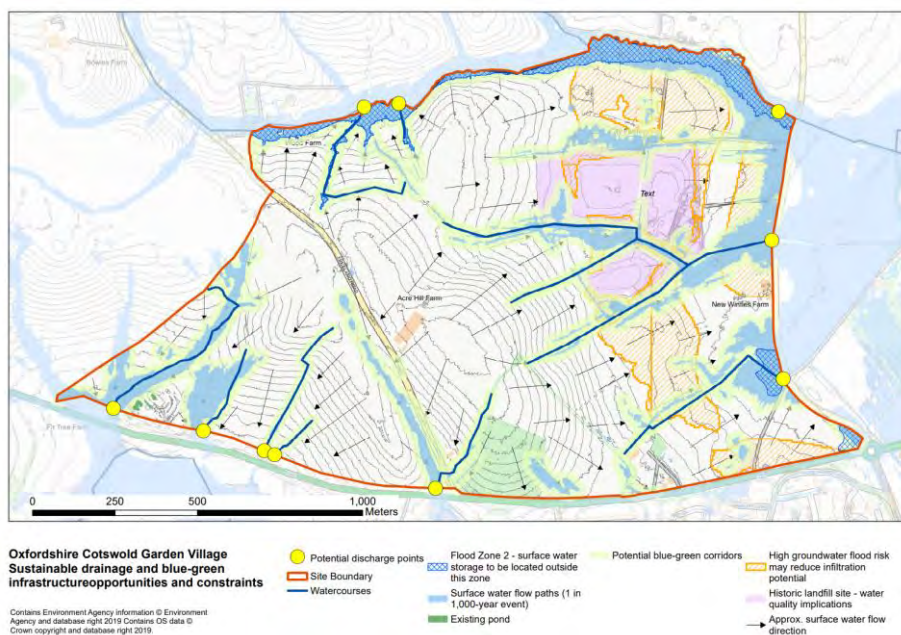 Bowles Farm
Text
Acre Hill Farm
Fir Tree Farm
0 250 500 1,000
Meters
Oxfordshire Cotswold Garden Village
Sustainable drainage and blue-green
infrastructureopportunities and constraints
Contains Environment Agency information © Environment
Agency and database right 2019 Contains OS data ©
Crown copyright and database right 2019.
Potential discharge points
Site Boundary
Watercourses
Flood Zone 2 - surface water
storage to be located outside
this zone
Surface water flow paths (1 in
1,000-year event)
Existing pond
Potential blue-green corridors
High groundwater flood risk
may reduce infiltration
potential
Historic landfill site - water
quality implications
Approx. surface water flow
direction